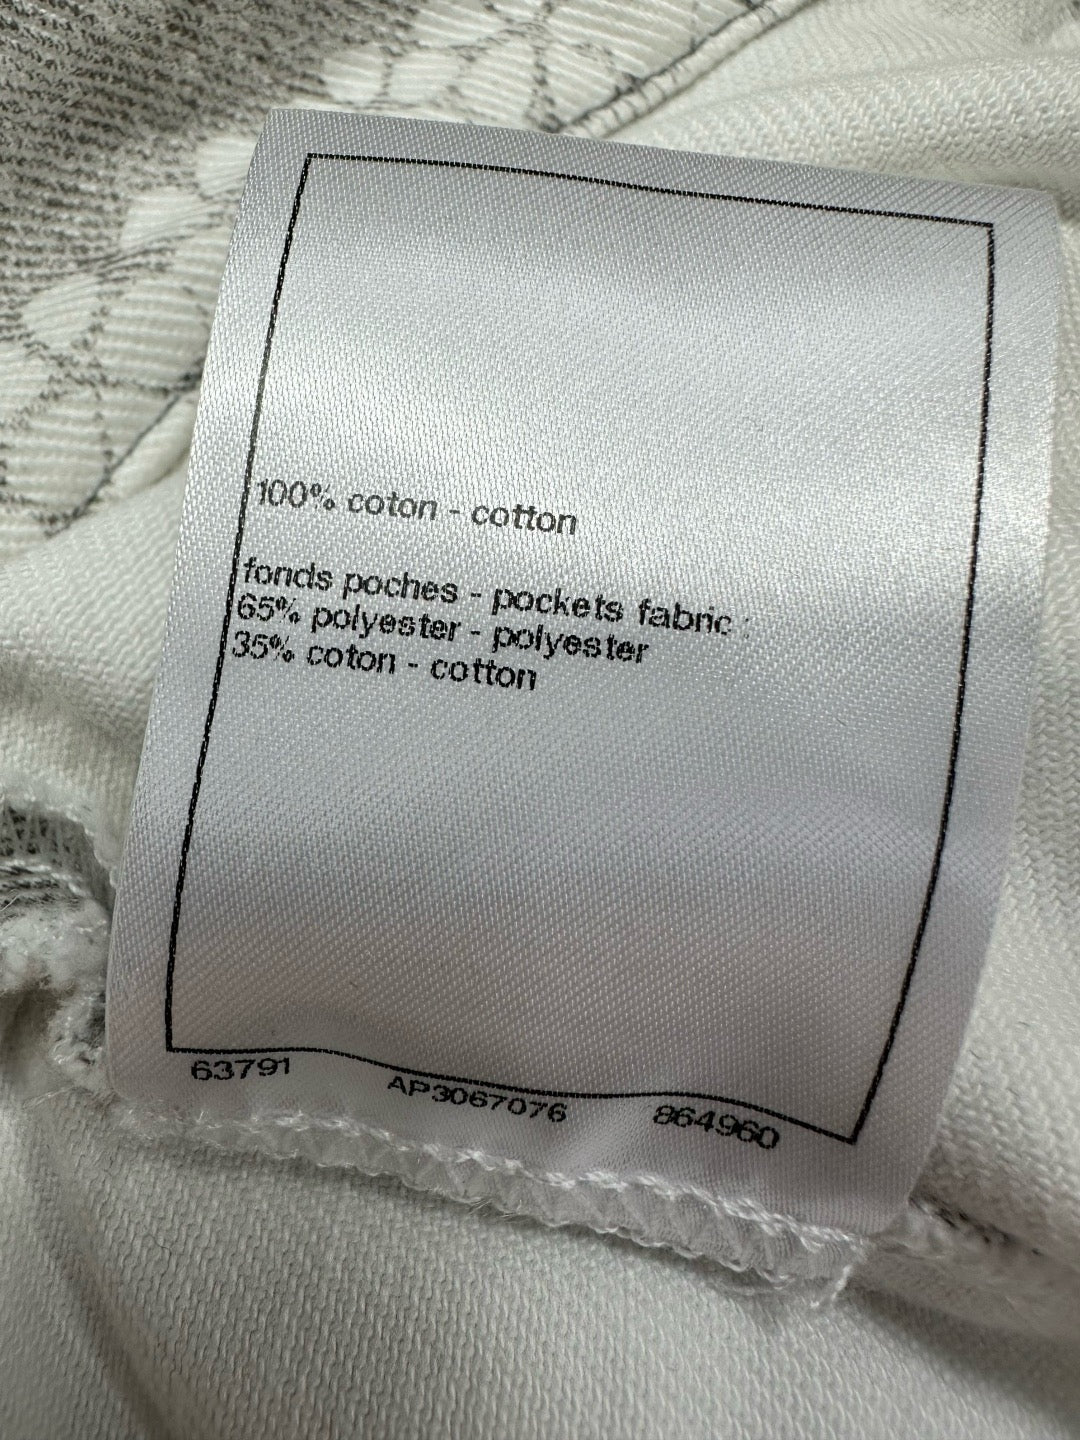 100% coton - cotton
fonds poches - pockets fabric :
65% polyester - polyester
35% coton - cotton
63791 AP3067076 864960